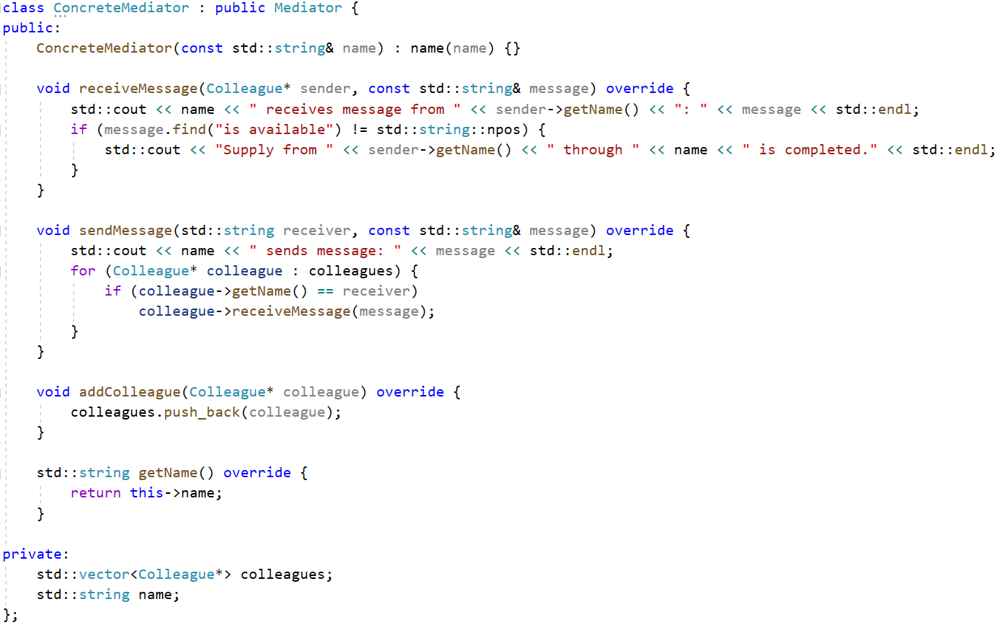 class ConcreteMediator : public Mediator {
public:
    ConcreteMediator(const std::string& name) : name(name) {}

    void receiveMessage(Colleague* sender, const std::string& message) override {
        std::cout << name << " receives message from " << sender->getName() << ": " << message << std::endl;
        if (message.find("is available") != std::string::npos) {
            std::cout << "Supply from " << sender->getName() << " through " << name << " is completed." << std::endl;
        }
    }

    void sendMessage(std::string receiver, const std::string& message) override {
        std::cout << name << " sends message: " << message << std::endl;
        for (Colleague* colleague : colleagues) {
            if (colleague->getName() == receiver)
                colleague->receiveMessage(message);
        }
    }

    void addColleague(Colleague* colleague) override {
        colleagues.push_back(colleague);
    }

    std::string getName() override {
        return this->name;
    }

private:
    std::vector<Colleague*> colleagues;
    std::string name;
};